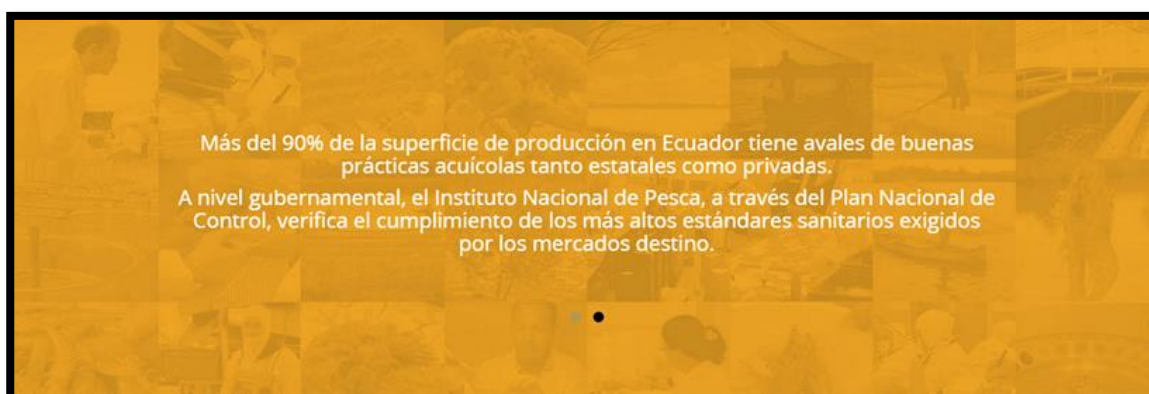 Más del 90% de la superficie de producción en Ecuador tiene avales de buenas
prácticas acuícolas tanto estatales como privadas.
A nivel gubernamental, el Instituto Nacional de Pesca, a través del Plan Nacional de
Control, verifica el cumplimiento de los más altos estándares sanitarios exigidos
por los mercados destino.